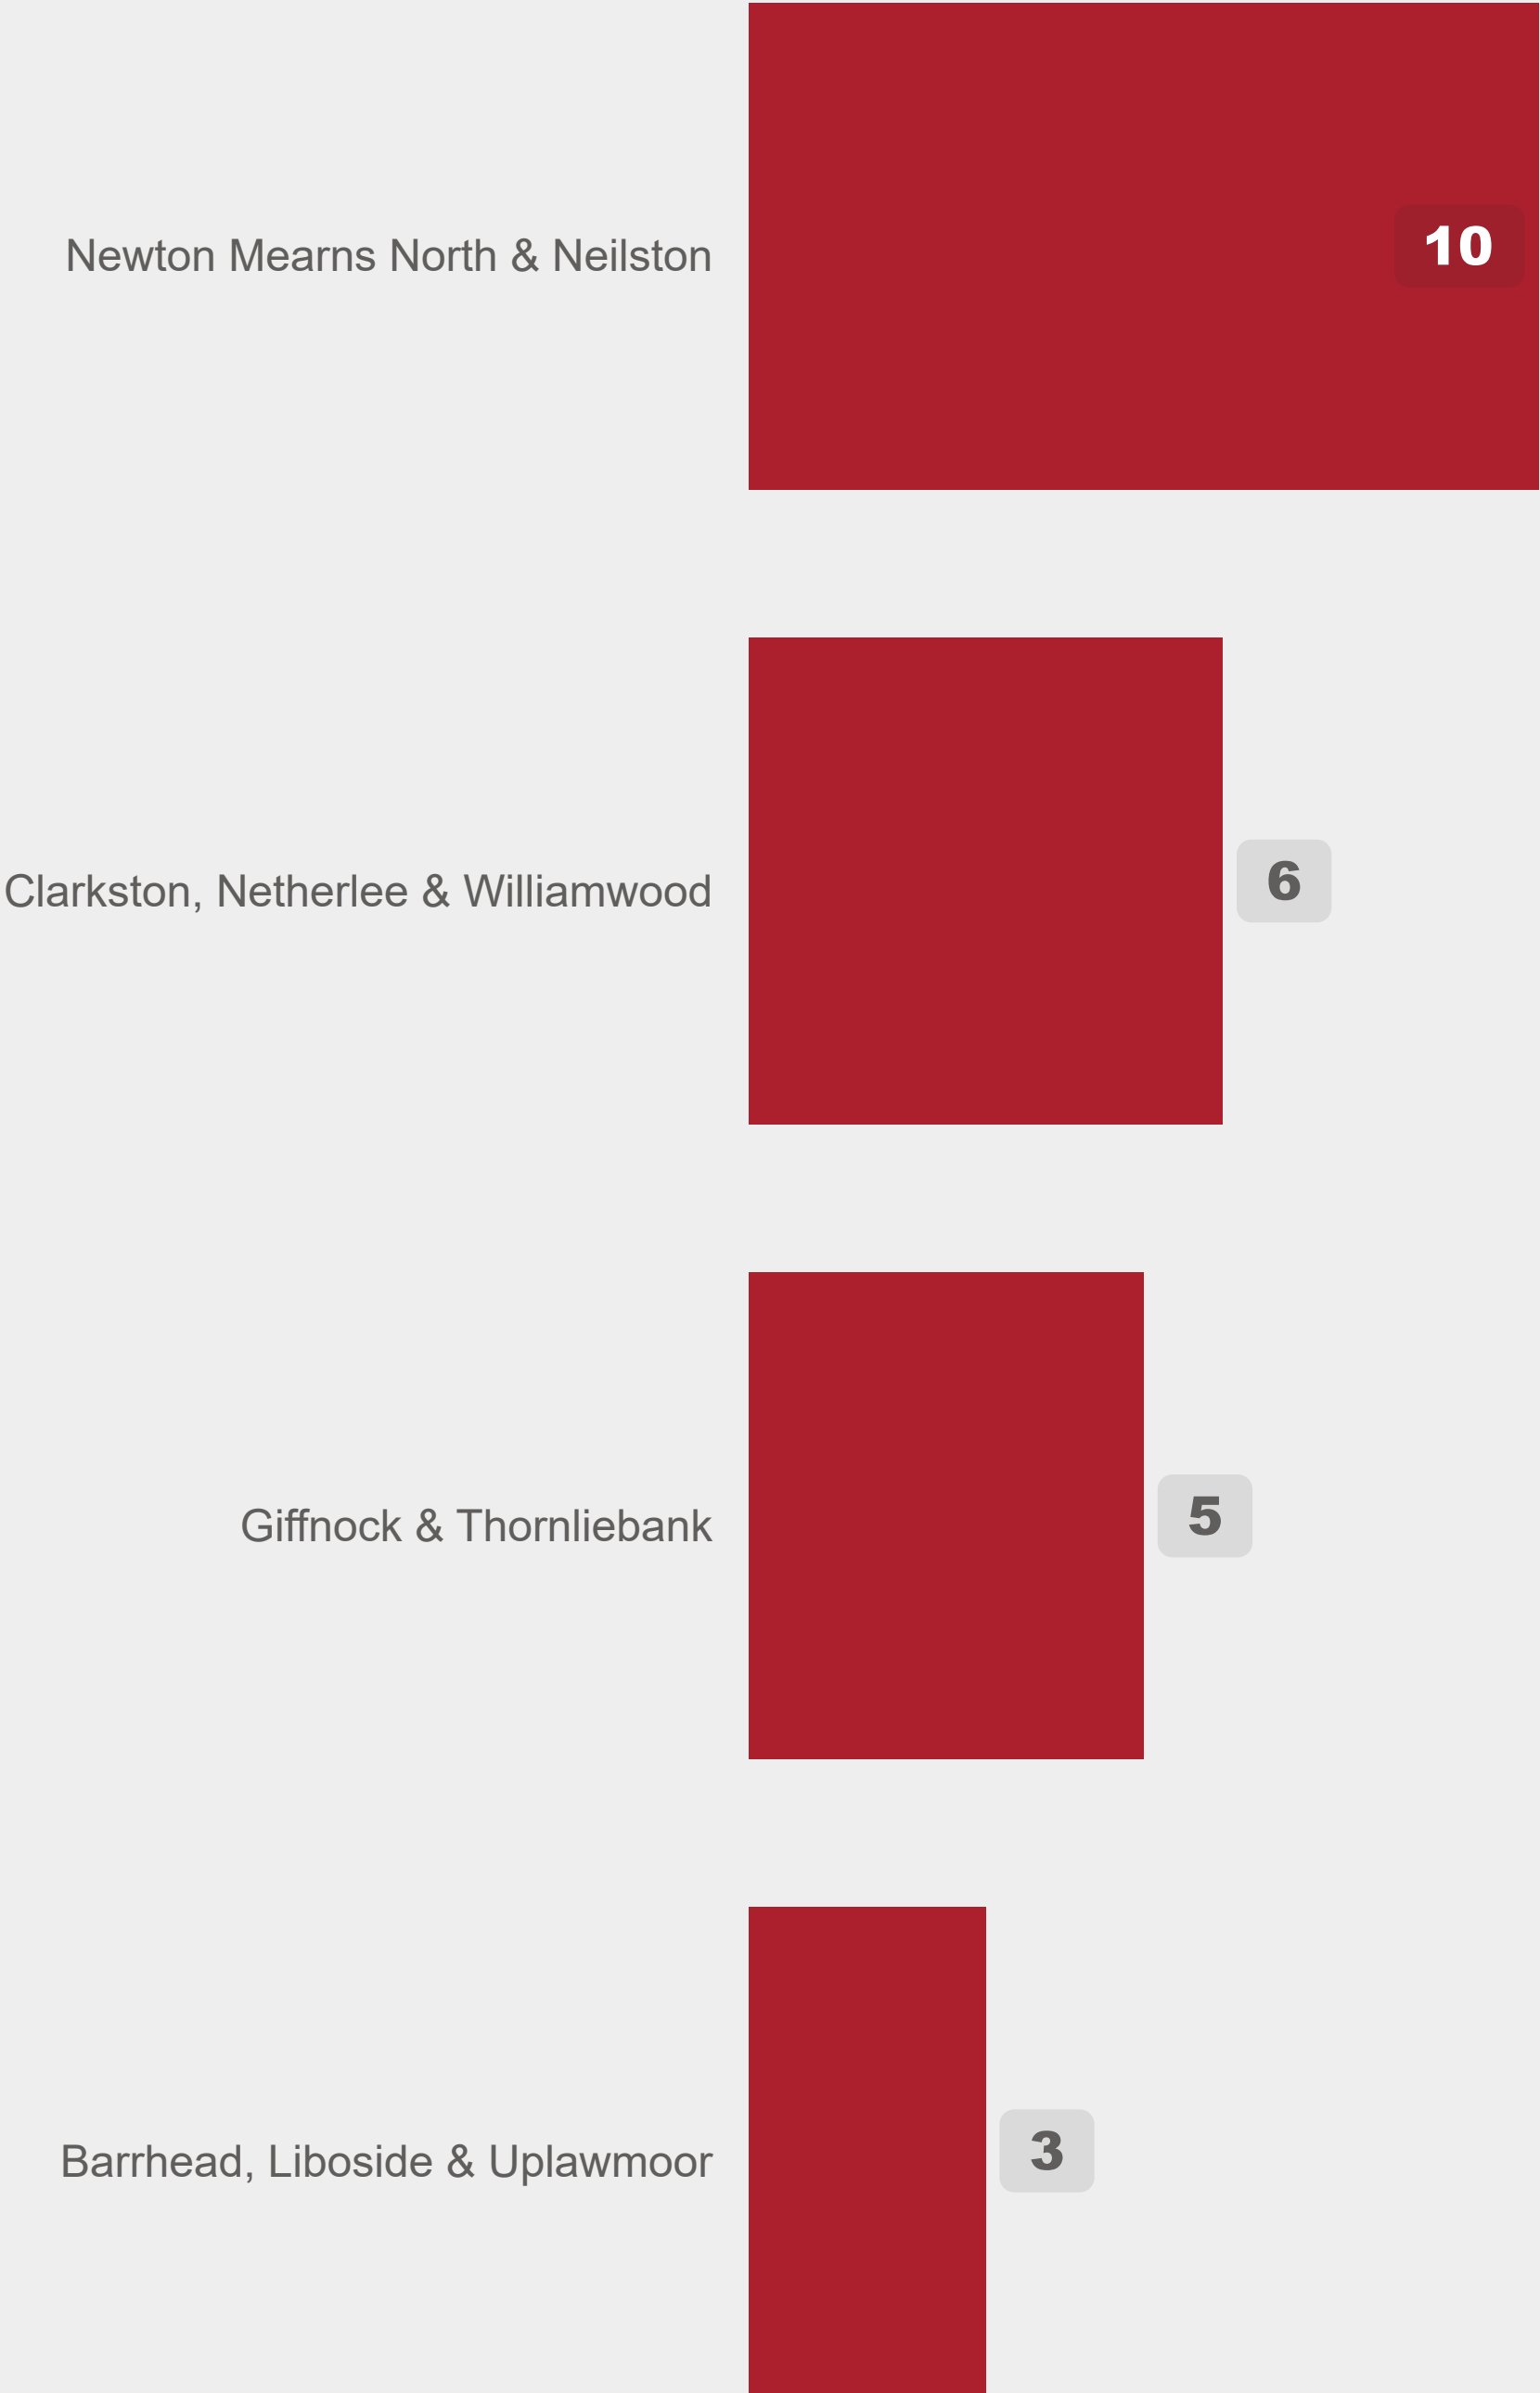 Newton Mearns North & Neilston
10
Clarkston, Netherlee & Williamwood
6
Giffnock & Thornliebank
5
Barrhead, Liboside & Uplawmoor
3